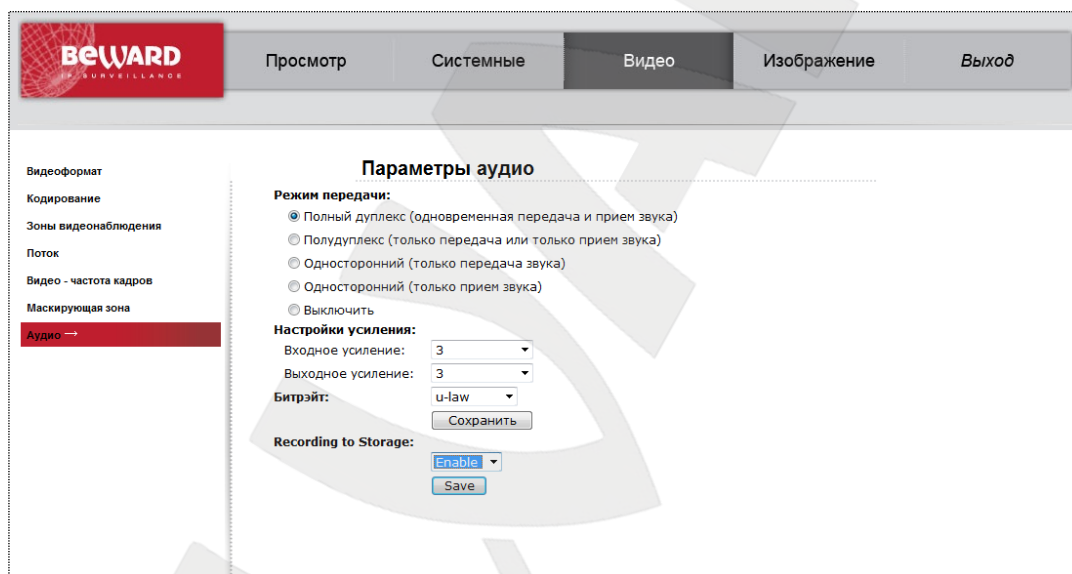 BEWARD
IP SURVEILLANCE
Просмотр Системные Видео Изображение Выход
Видеоформат
Кодирование
Зоны видеонаблюдения
Поток
Видео - частота кадров
Маскирующая зона
Аудио →
Параметры аудио
Режим передачи:
Полный дуплекс (одновременная передача и прием звука)
Полудуплекс (только передача или только прием звука)
Односторонний (только передача звука)
Односторонний (только прием звука)
Выключить
Настройки усиления:
Входное усиление: 3
Выходное усиление: 3
Битрэйт: u-law
Сохранить
Recording to Storage:
Enable
Save